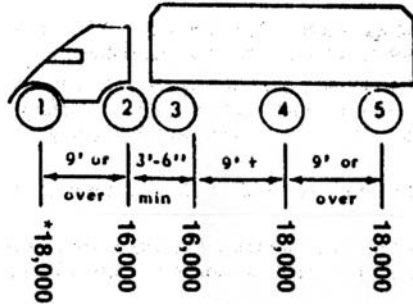 1 2 3 4 5
9' or over
3'-6" min
9' +
9' or over
*18,000
16,000
16,000
18,000
18,000